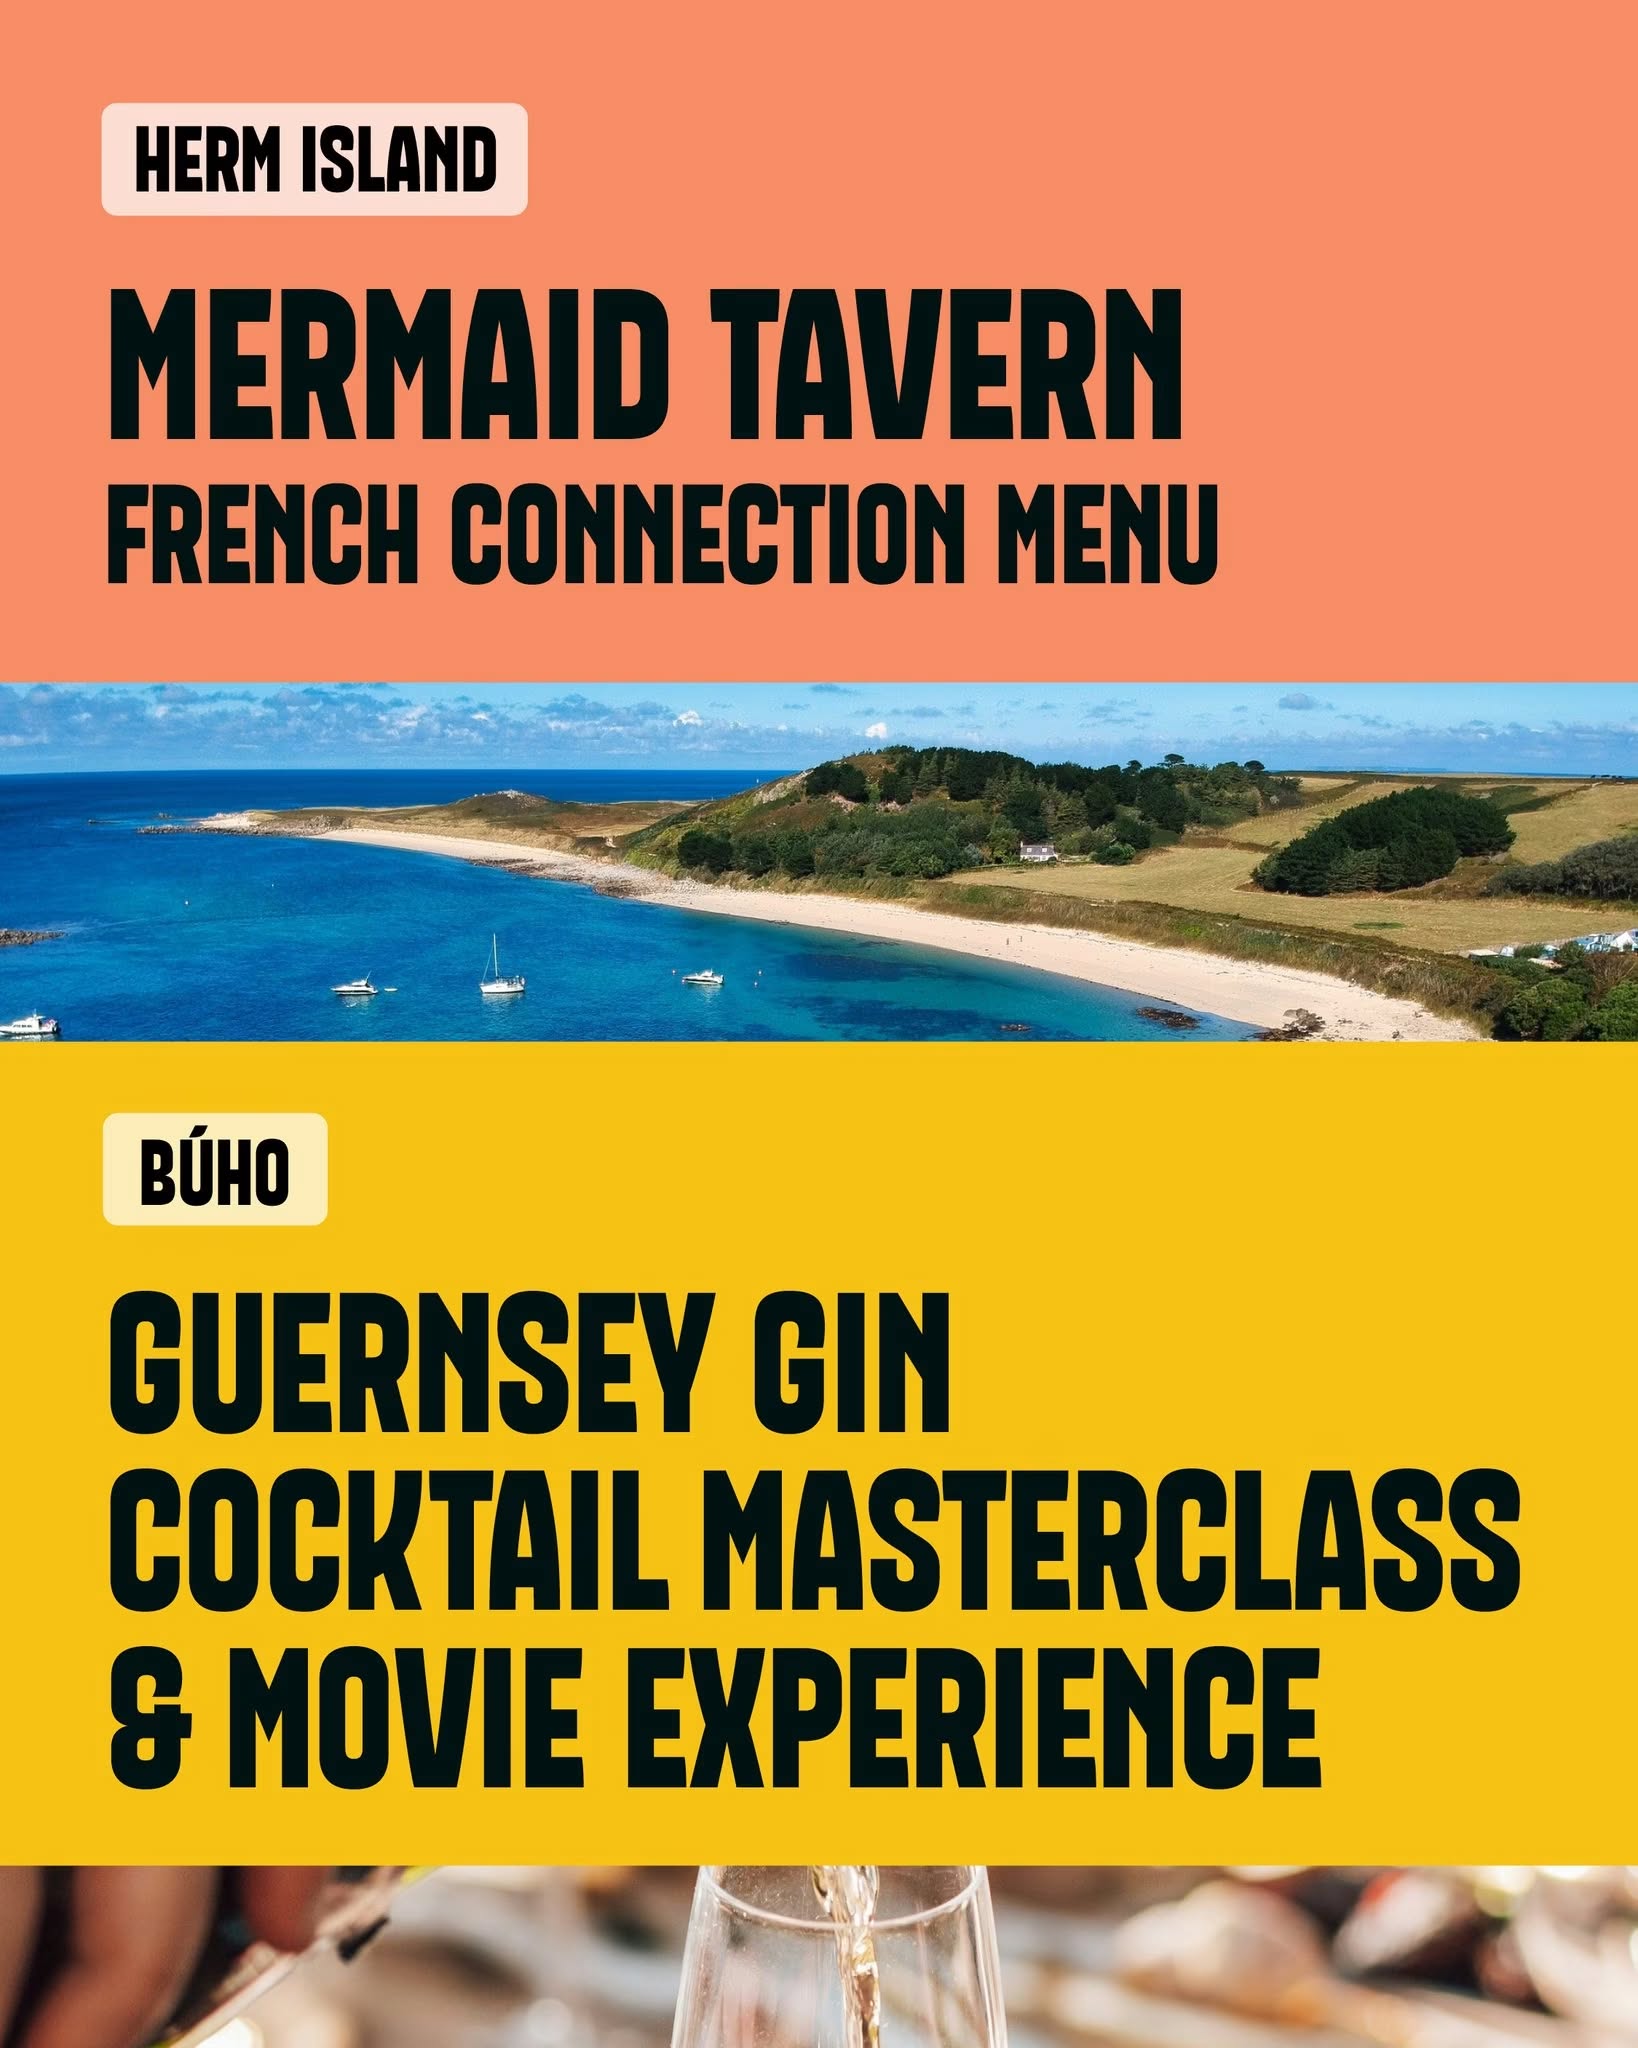 HERM ISLAND
MERMAID TAVERN
FRENCH CONNECTION MENU
BÚHO
GUERNSEY GIN
COCKTAIL MASTERCLASS
& MOVIE EXPERIENCE